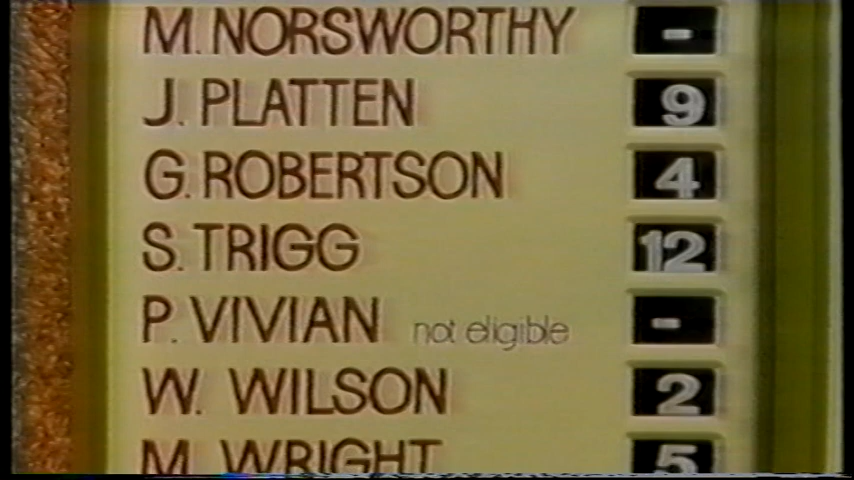 M. NORSWORTHY -
J. PLATTEN 9
G. ROBERTSON 4
S. TRIGG 12
P. VIVIAN not eligible -
W. WILSON 2
M. WRIGHT 5